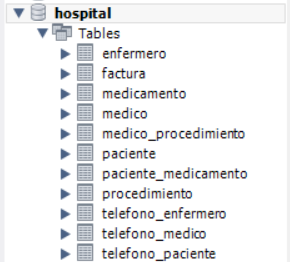 hospital
Tables
enfermero
factura
medicamento
medico
medico_procedimiento
paciente
paciente_medicamento
procedimiento
telefono_enfermero
telefono_medico
telefono_paciente